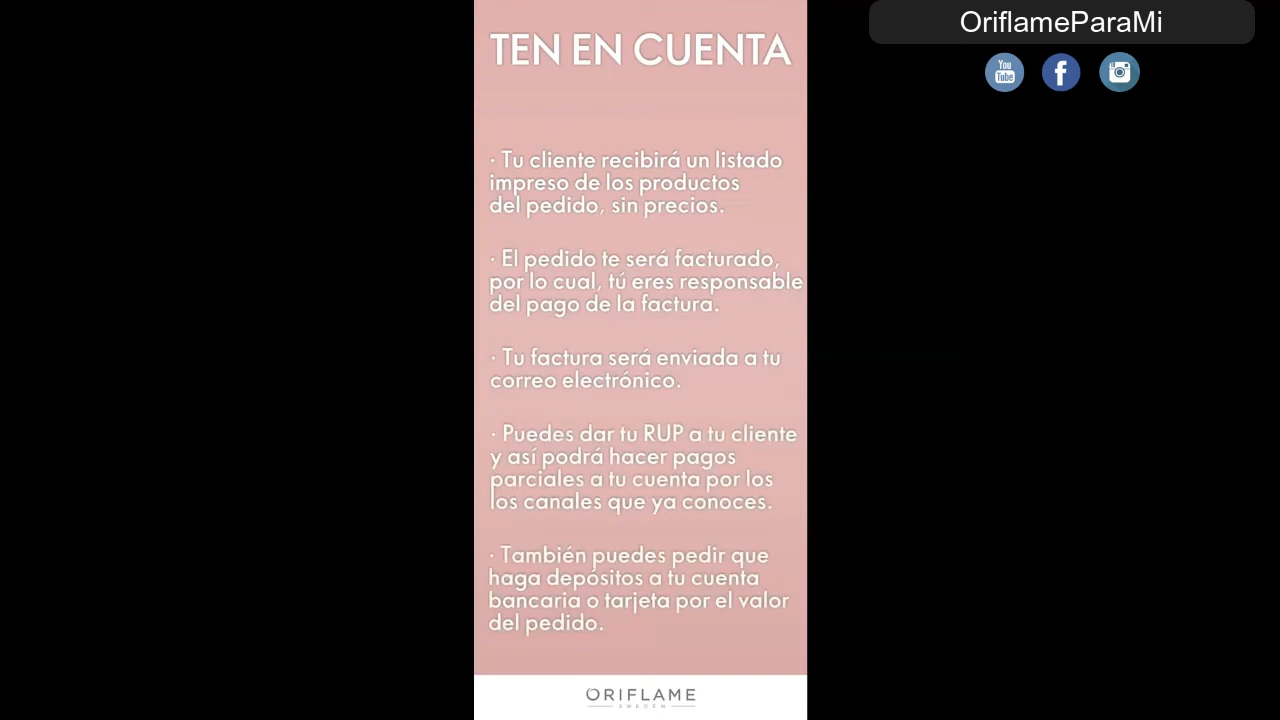 OriflameParaMi
You
Tube
TEN EN CUENTA
· Tu cliente recibirá un listado
impreso de los productos
del pedido, sin precios.
· El pedido te será facturado,
por lo cual, tú eres responsable
del pago de la factura.
· Tu factura será enviada a tu
correo electrónico.
· Puedes dar tu RUP a tu cliente
y así podrá hacer pagos
parciales a tu cuenta por los
los canales que ya conoces.
· También puedes pedir que
haga depósitos a tu cuenta
bancaria o tarjeta por el valor
del pedido.
ORIFLAME
SWEDEN